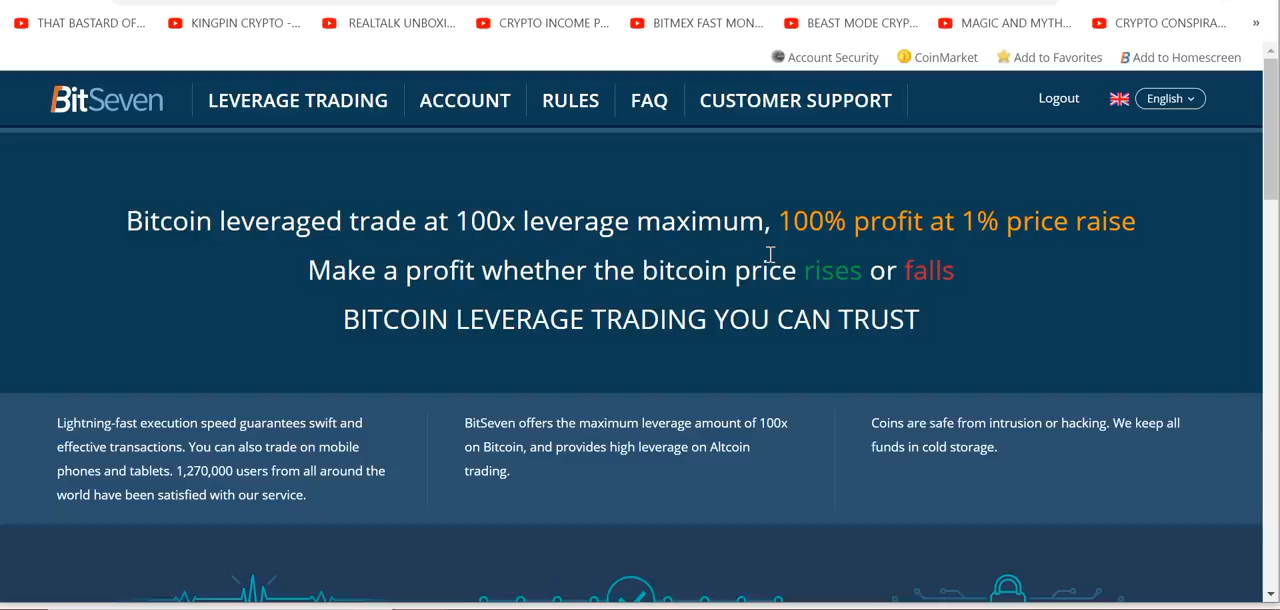 THAT BASTARD OF... KINGPIN CRYPTO -... REALTALK UNBOXI... CRYPTO INCOME P... BITMEX FAST MON... BEAST MODE CRYP... MAGIC AND MYTH... CRYPTO CONSPIRA... »
Account Security CoinMarket Add to Favorites Add to Homescreen
BitSeven LEVERAGE TRADING ACCOUNT RULES FAQ CUSTOMER SUPPORT Logout English
Bitcoin leveraged trade at 100x leverage maximum, 100% profit at 1% price raise
Make a profit whether the bitcoin price rises or falls
BITCOIN LEVERAGE TRADING YOU CAN TRUST
Lightning-fast execution speed guarantees swift and
effective transactions. You can also trade on mobile
phones and tablets. 1,270,000 users from all around the
world have been satisfied with our service.
BitSeven offers the maximum leverage amount of 100x
on Bitcoin, and provides high leverage on Altcoin
trading.
Coins are safe from intrusion or hacking. We keep all
funds in cold storage.